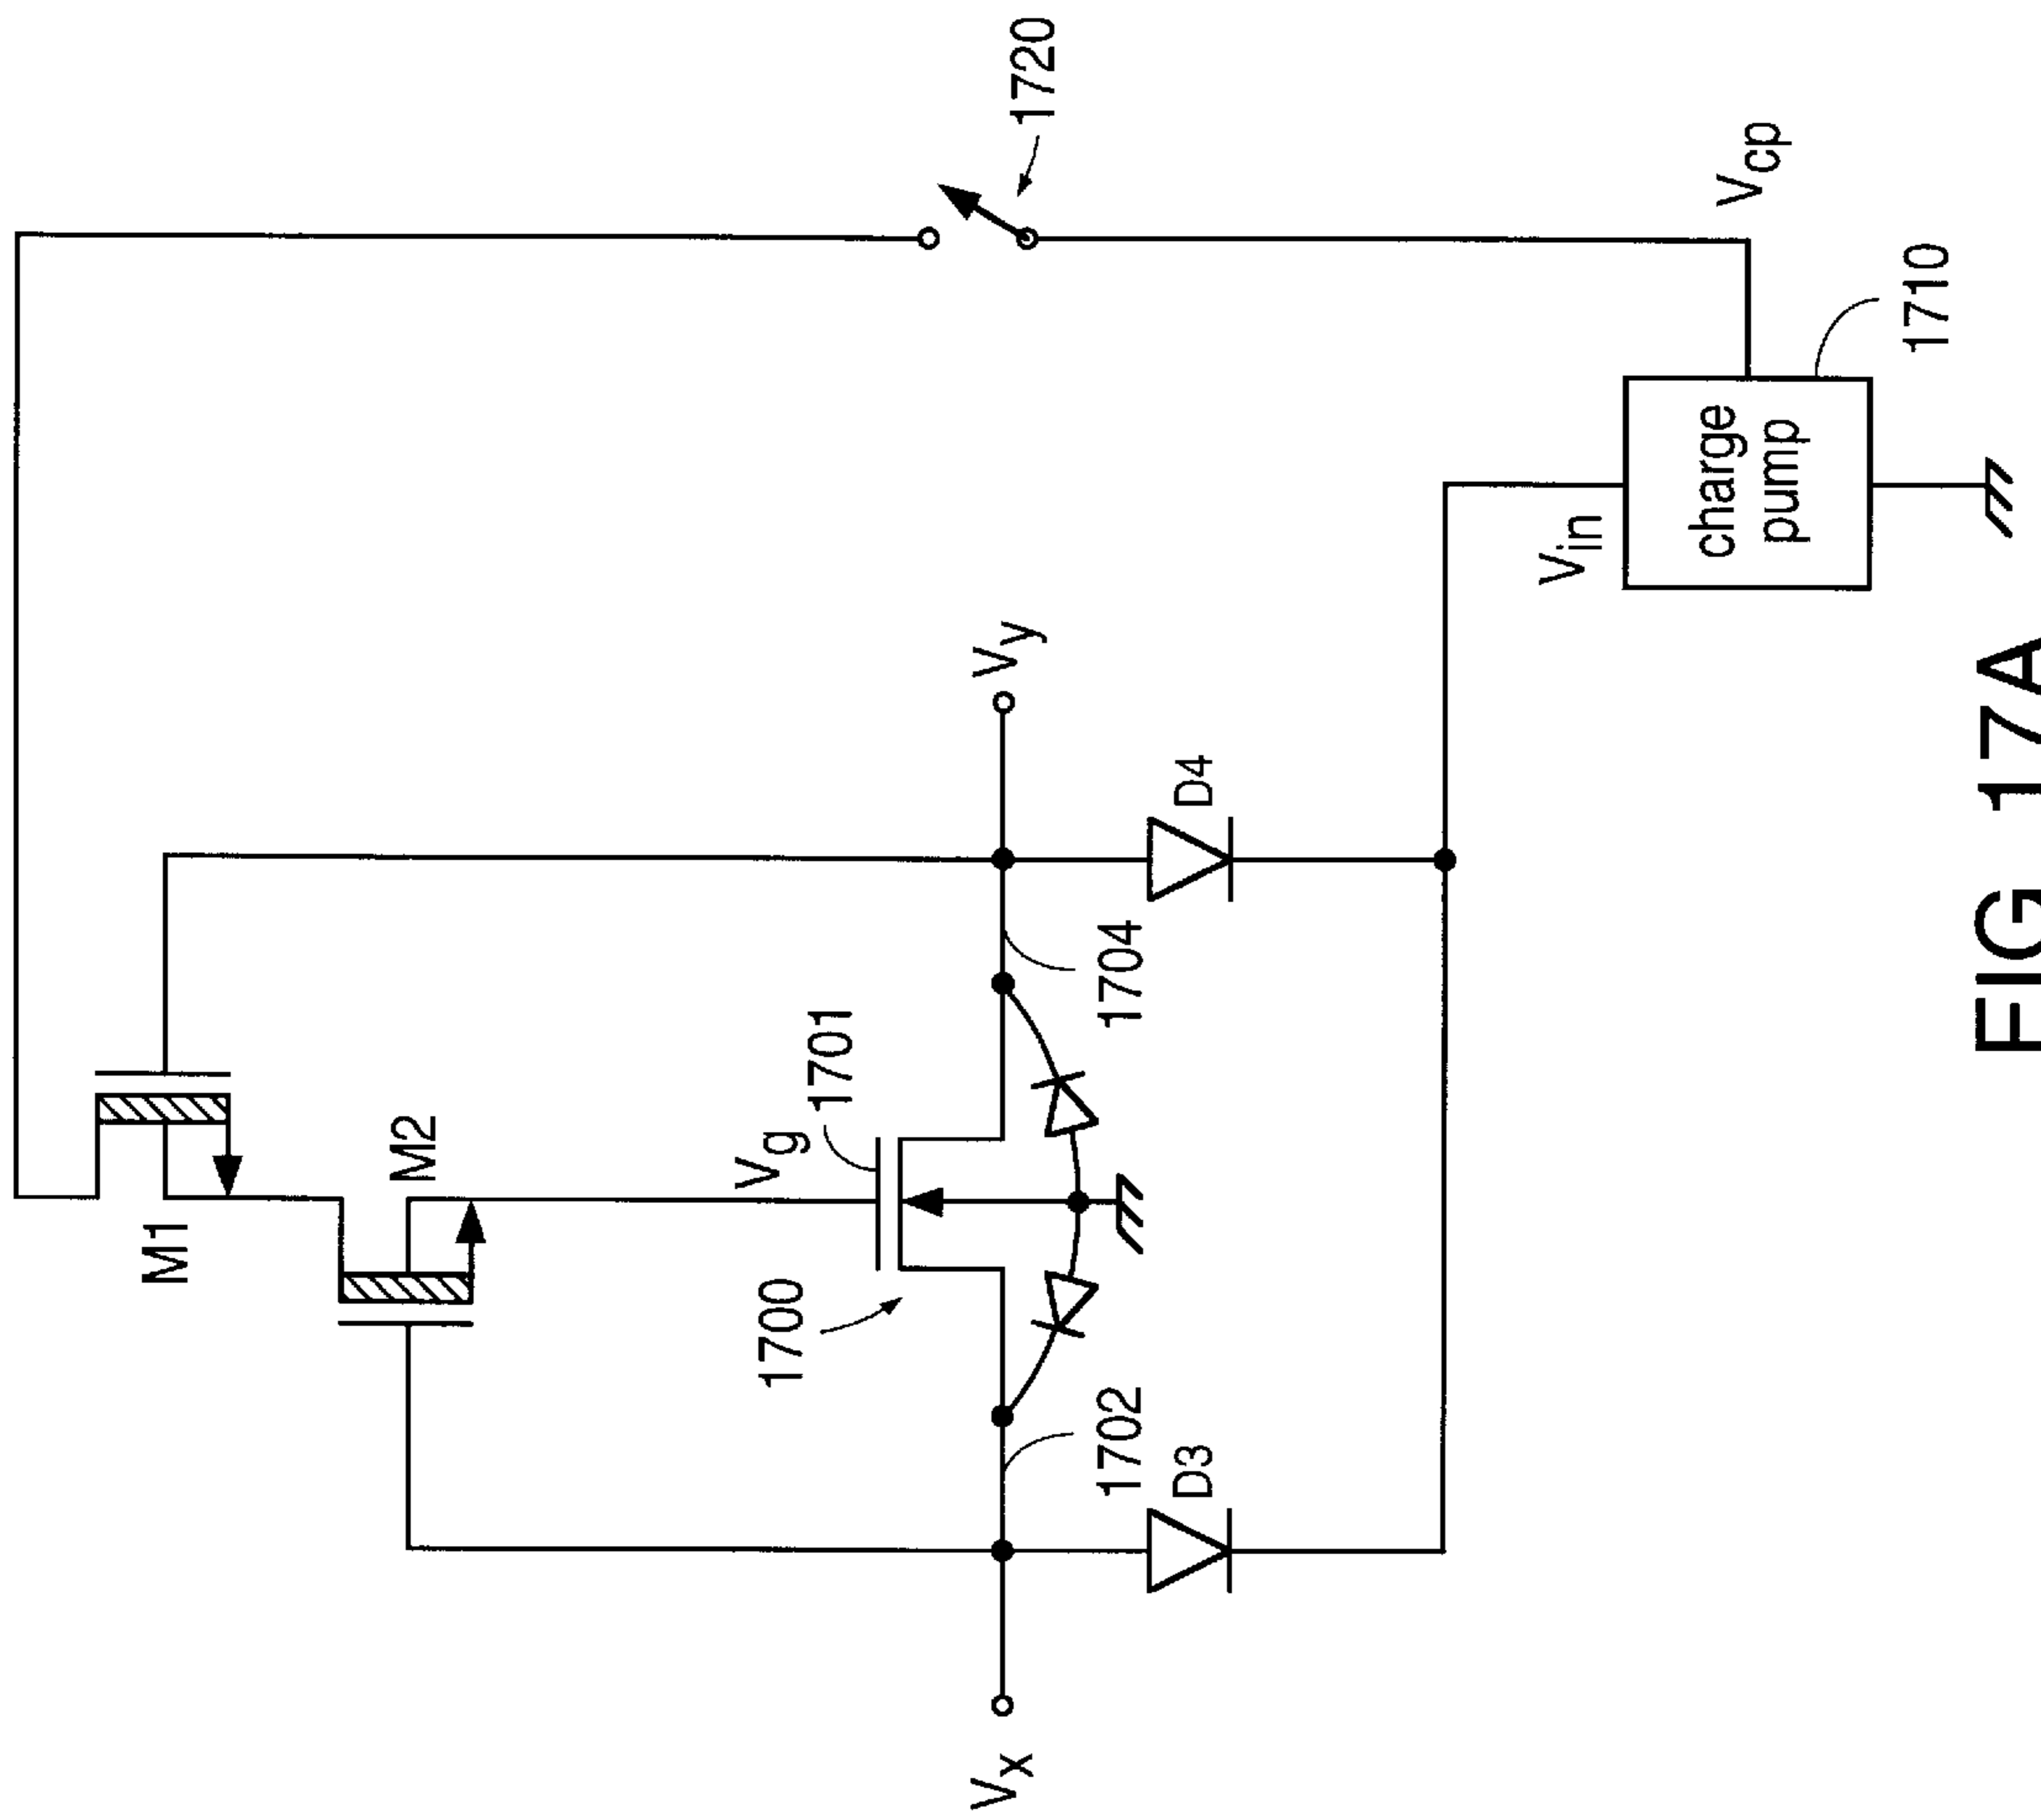 M1
M2
Vg
1701
1700
Vx
Vy
1702
1704
D3
D4
1720
Vin
Vcp
charge
pump
1710
FIG 17A